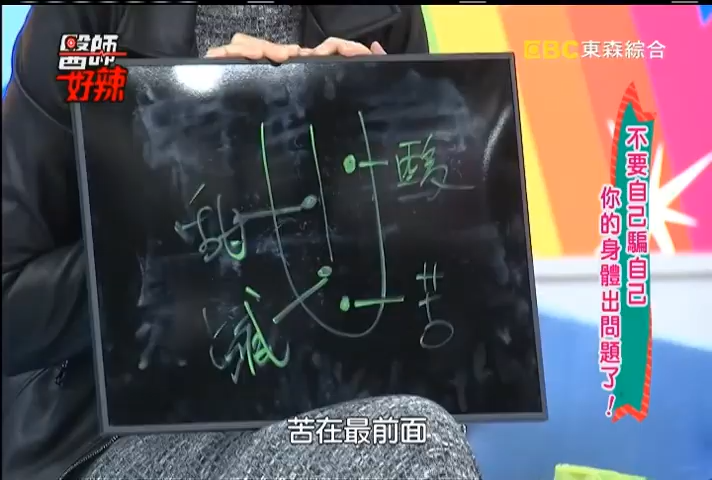 醫師
好辣
EBC東森綜合
不要自己騙自己
你的身體出問題了！
酸
甜
鹹
苦
苦在最前面